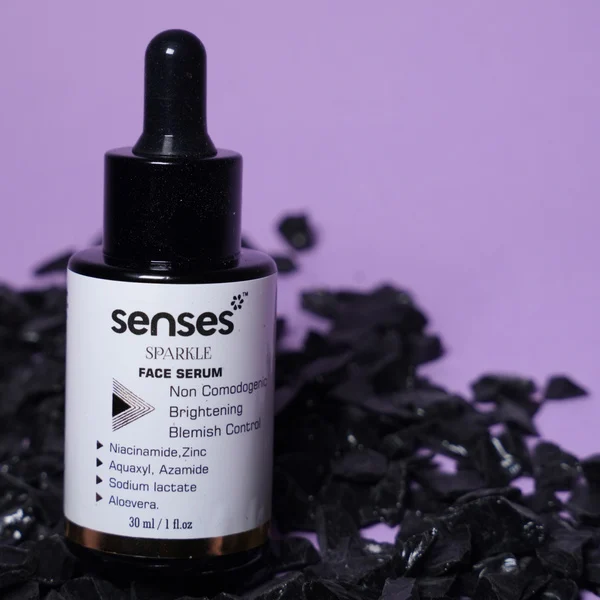 senses™
SPARKLE
FACE SERUM
Non Comodogenic
Brightening
Blemish Control
Niacinamide,Zinc
Aquaxyl, Azamide
Sodium lactate
Aloevera.
30 ml / 1 fl.oz